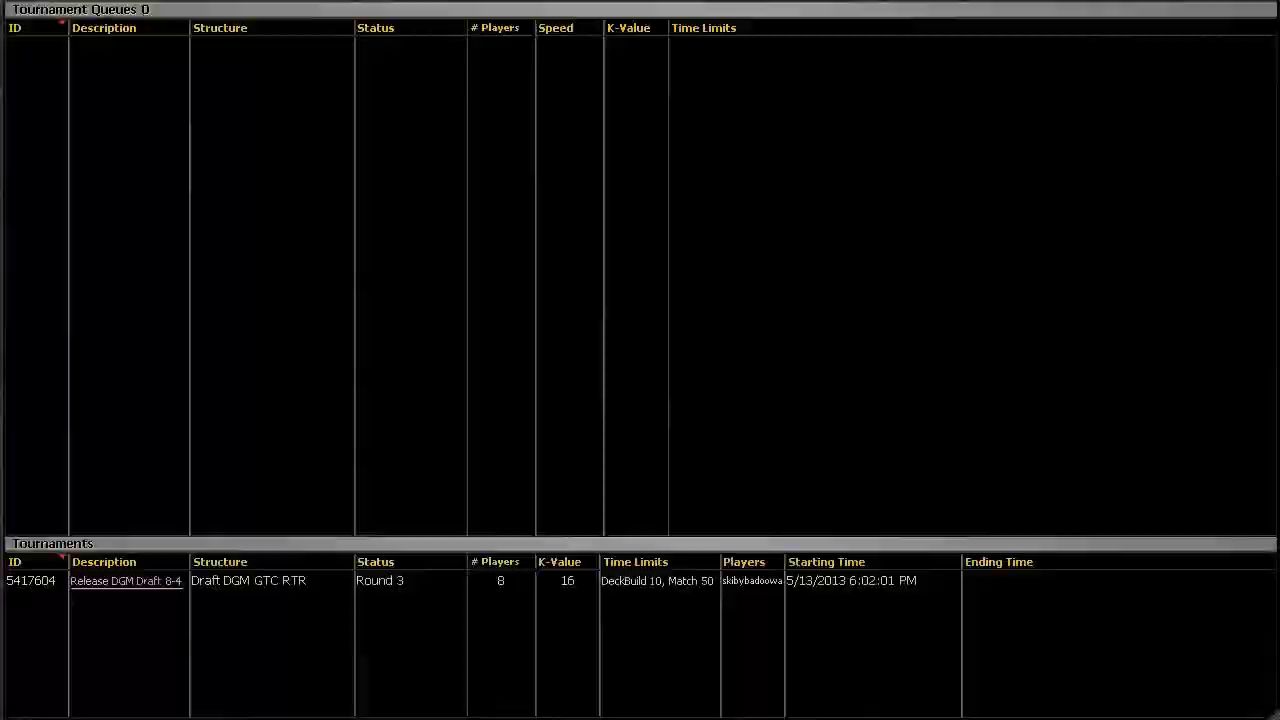 Tournament Queues 0
ID Description Structure Status # Players Speed K-Value Time Limits
Tournaments
ID Description Structure Status # Players K-Value Time Limits Players Starting Time Ending Time
5417604 Release DGM Draft 8-4 Draft DGM GTC RTR Round 3 8 16 DeckBuild 10, Match 50 skibybadoowa 5/13/2013 6:02:01 PM